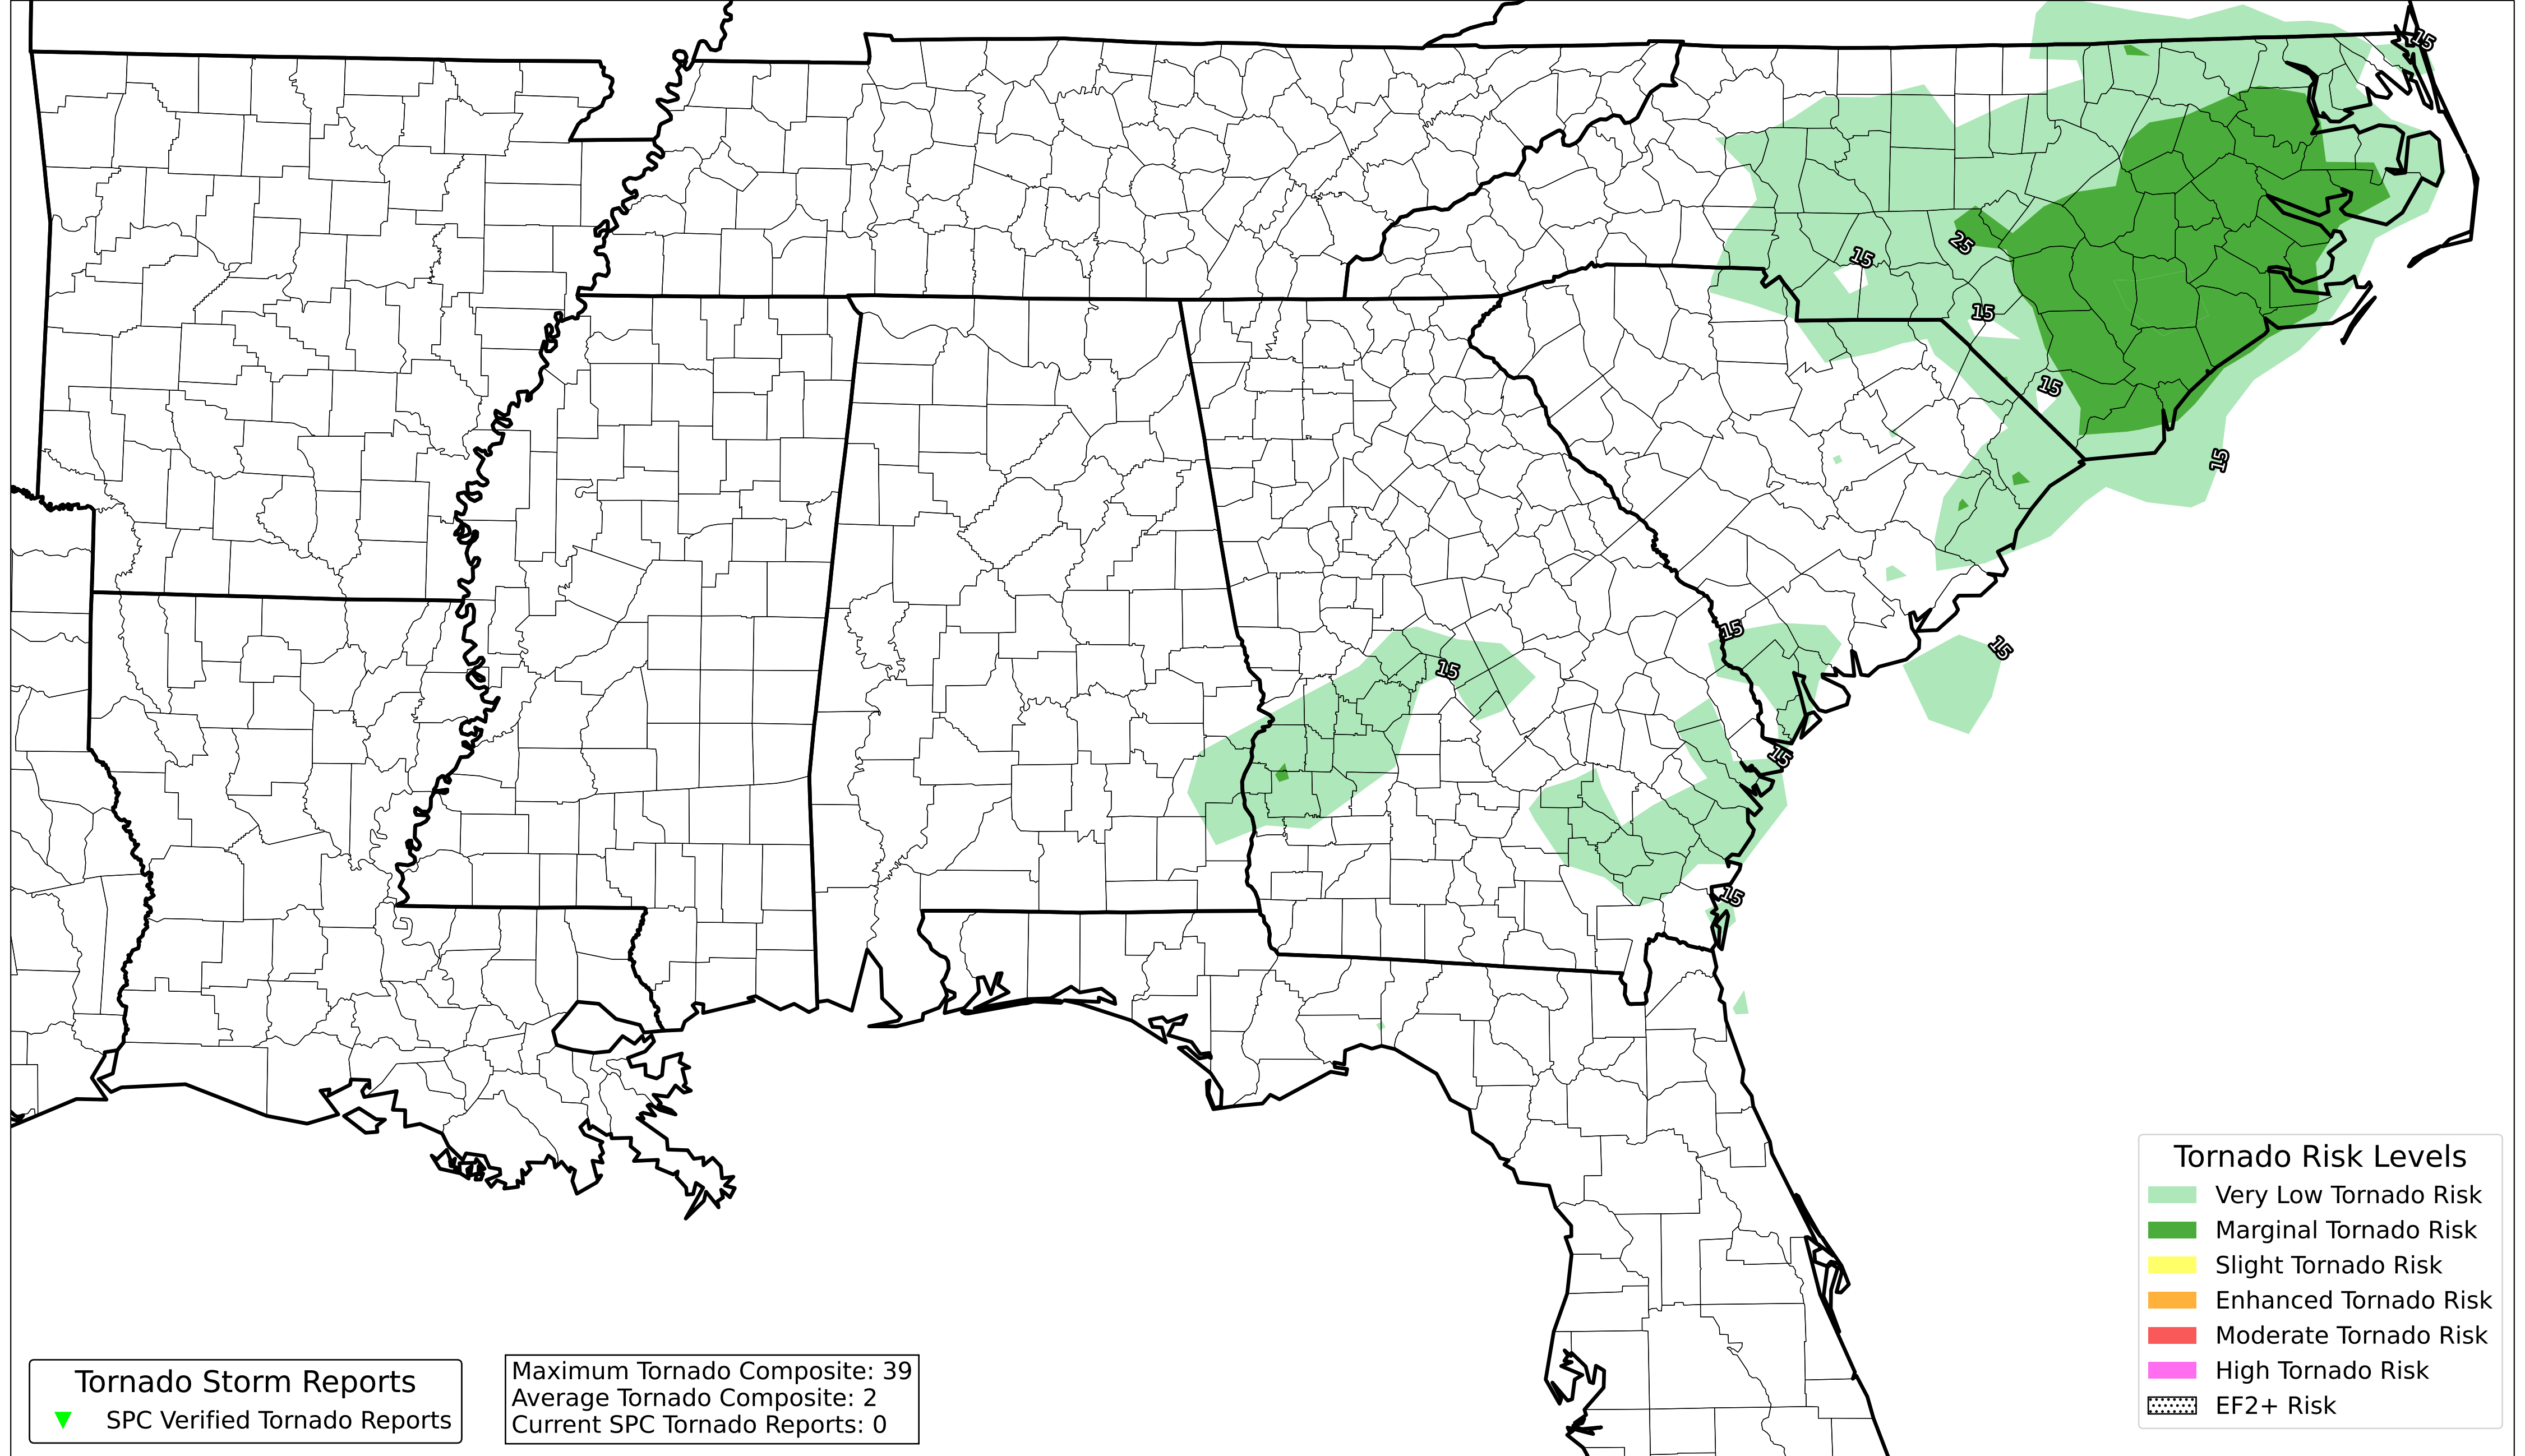 15
15
25
15
15
15
15
15
15
15
15
Tornado Risk Levels
Very Low Tornado Risk
Marginal Tornado Risk
Slight Tornado Risk
Enhanced Tornado Risk
Moderate Tornado Risk
High Tornado Risk
EF2+ Risk
Tornado Storm Reports
SPC Verified Tornado Reports
Maximum Tornado Composite: 39
Average Tornado Composite: 2
Current SPC Tornado Reports: 0